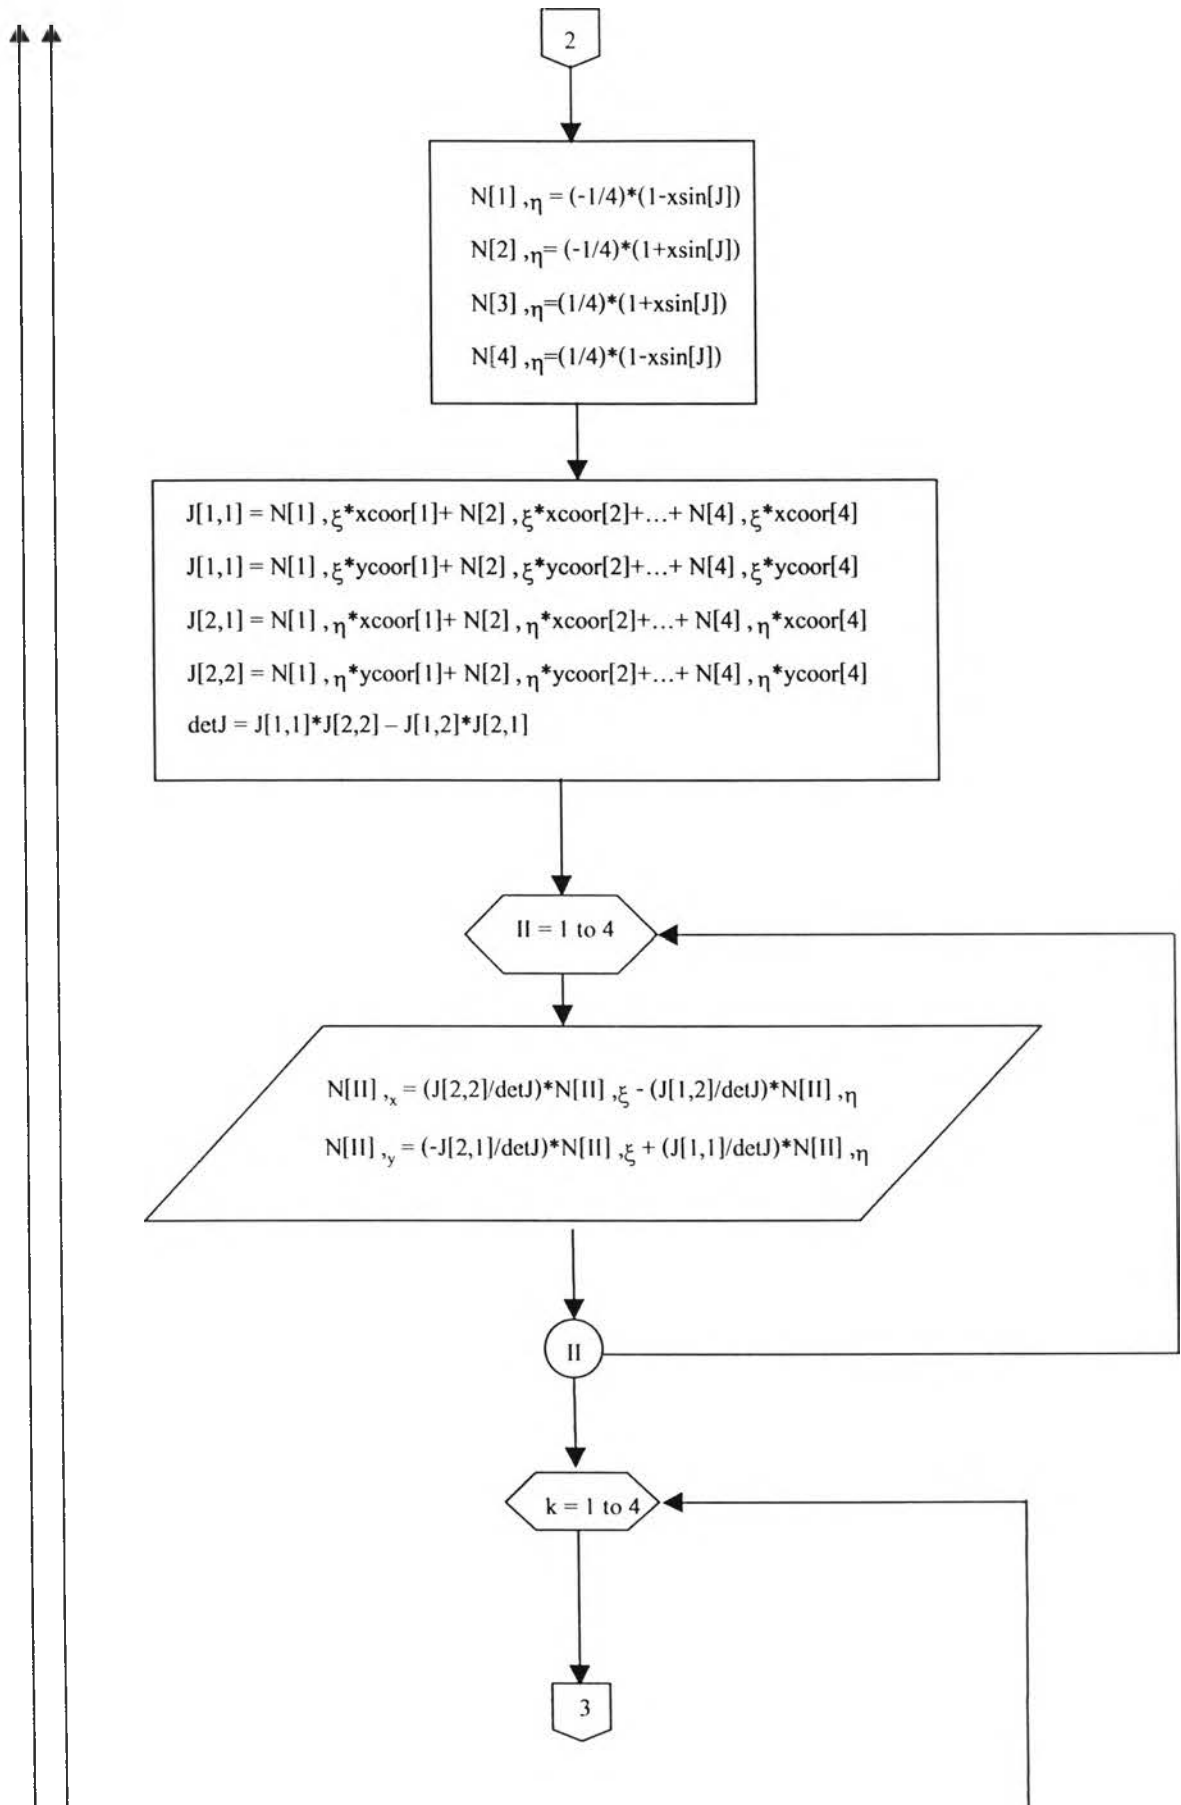 2
N[1] ,η = (-1/4)*(1-xsin[J])
N[2] ,η= (-1/4)*(1+xsin[J])
N[3] ,η=(1/4)*(1+xsin[J])
N[4] ,η=(1/4)*(1-xsin[J])
J[1,1] = N[1] ,ξ*xcoor[1]+ N[2] ,ξ*xcoor[2]+...+ N[4] ,ξ*xcoor[4]
J[1,1] = N[1] ,ξ*ycoor[1]+ N[2] ,ξ*ycoor[2]+...+ N[4] ,ξ*ycoor[4]
J[2,1] = N[1] ,η*xcoor[1]+ N[2] ,η*xcoor[2]+...+ N[4] ,η*xcoor[4]
J[2,2] = N[1] ,η*ycoor[1]+ N[2] ,η*ycoor[2]+...+ N[4] ,η*ycoor[4]
detJ = J[1,1]*J[2,2] – J[1,2]*J[2,1]
II = 1 to 4
N[II] ,x = (J[2,2]/detJ)*N[II] ,ξ - (J[1,2]/detJ)*N[II] ,η
N[II] ,y = (-J[2,1]/detJ)*N[II] ,ξ + (J[1,1]/detJ)*N[II] ,η
II
k = 1 to 4
3